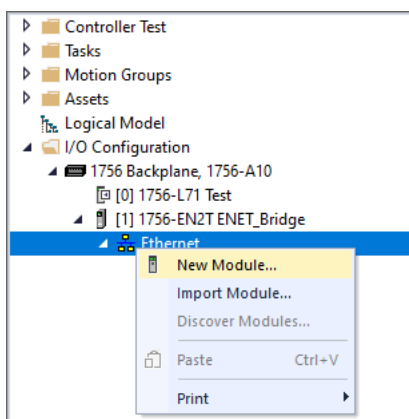 Controller Test
Tasks
Motion Groups
Assets
Logical Model
I/O Configuration
1756 Backplane, 1756-A10
[0] 1756-L71 Test
[1] 1756-EN2T ENET_Bridge
Ethernet
New Module...
Import Module...
Discover Modules...
Paste Ctrl+V
Print